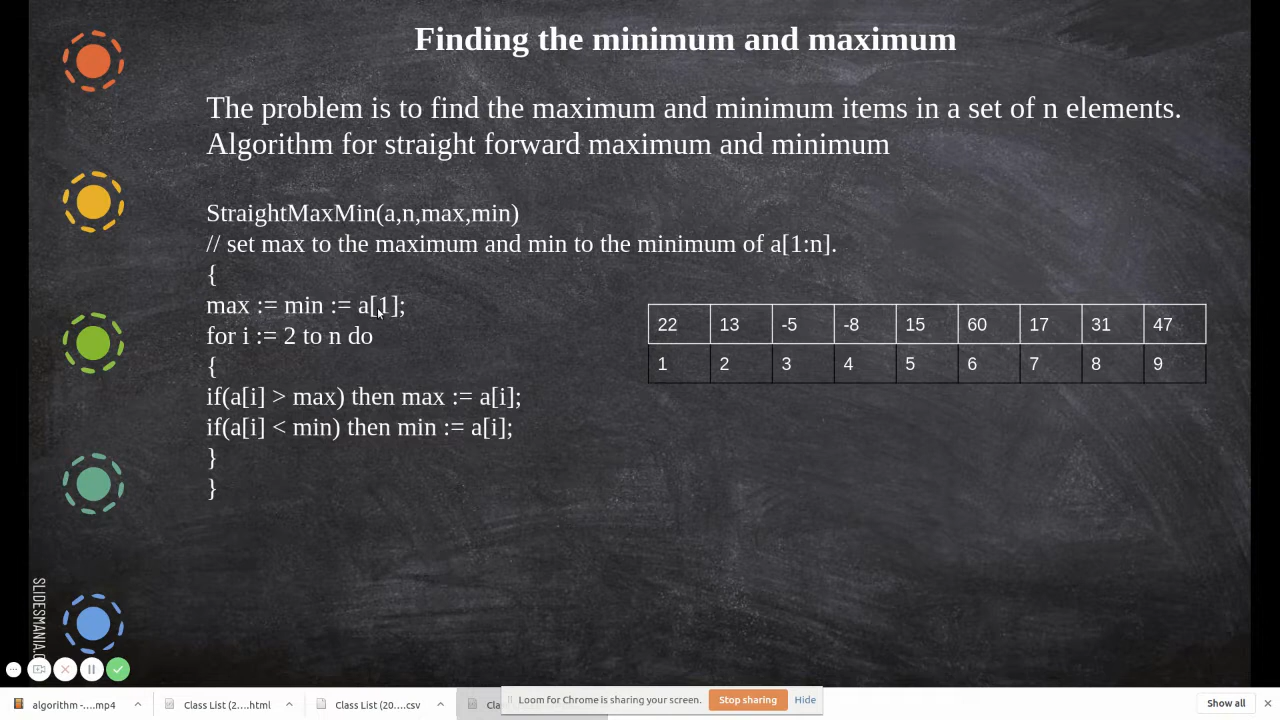 Finding the minimum and maximum
The problem is to find the maximum and minimum items in a set of n elements.
Algorithm for straight forward maximum and minimum
StraightMaxMin(a,n,max,min)
// set max to the maximum and min to the minimum of a[1:n].
{
max := min := a[1];
for i := 2 to n do
{
if(a[i] > max) then max := a[i];
if(a[i] < min) then min := a[i];
}
}
22 13 -5 -8 15 60 17 31 47
1 2 3 4 5 6 7 8 9
SLIDESMANIA.
algorithm -....mp4 Class List (2....html Class List (20....csv Loom for Chrome is sharing your screen. Stop sharing Hide Show all